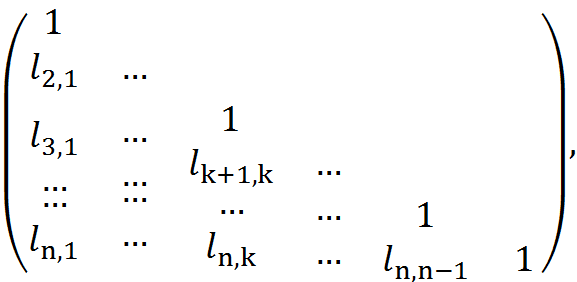 1
l2,1 ...
l3,1 ... 1
... ... lk+1,k ...
... ... ... ... 1
ln,1 ... ln,k ... ln,n−1 1 ,